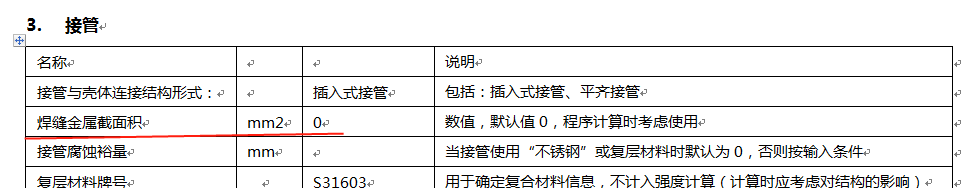 3. 接管
名称 说明
接管与壳体连接结构形式： 插入式接管 包括：插入式接管、平齐接管
焊缝金属截面积 mm2 0 数值，默认值 0，程序计算时考虑使用
接管腐蚀裕量 mm 当接管使用“不锈钢”或复层材料时默认为 0，否则按输入条件
复层材料牌号 S31603 用于确定复合材料信息，不计入强度计算（计算时应考虑对结构的影响）